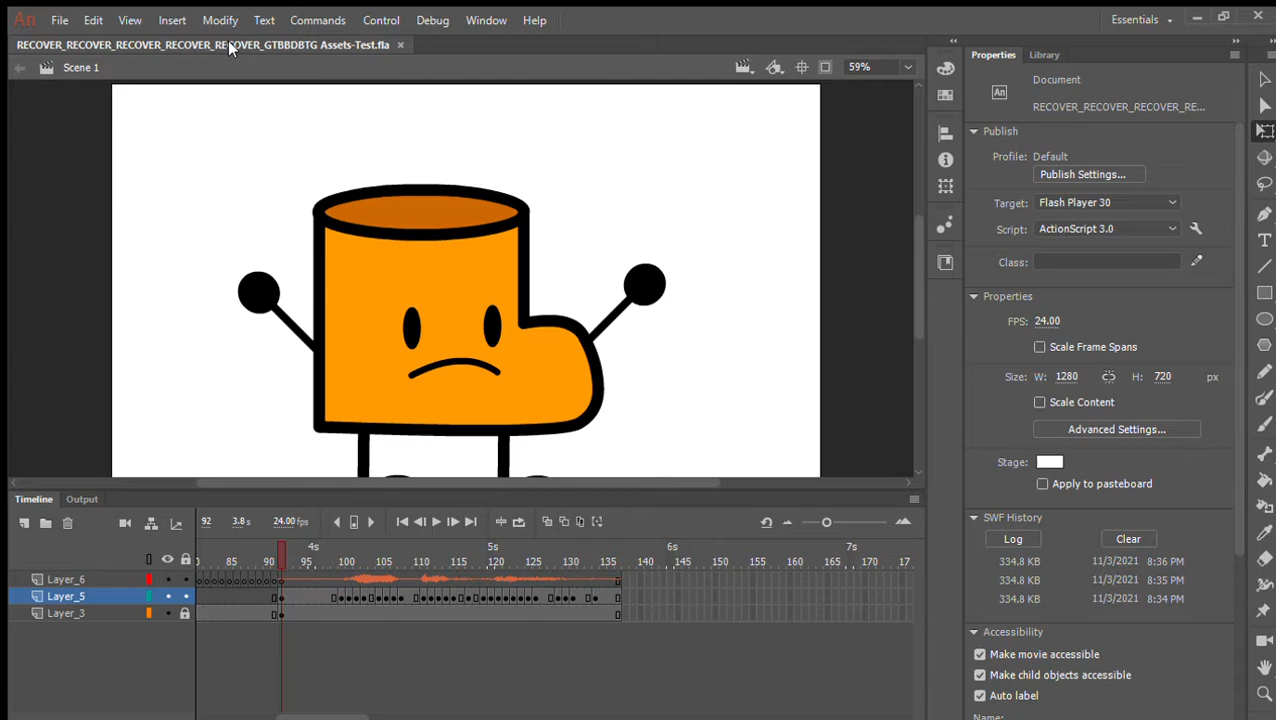 An File Edit View Insert Modify Text Commands Control Debug Window Help Essentials
RECOVER_RECOVER_RECOVER_RECOVER_RECOVER_GTBBDBTG Assets-Test.fla
Scene 1 59%
Properties Library
Document
An RECOVER_RECOVER_RECOVER_RE...
Publish
Profile: Default
Publish Settings...
Target: Flash Player 30
Script: ActionScript 3.0
Class:
Properties
FPS: 24.00
Scale Frame Spans
Size: W: 1280 H: 720 px
Scale Content
Advanced Settings...
Stage:
Apply to pasteboard
SWF History
Log Clear
334.8 KB 11/3/2021 8:36 PM
334.8 KB 11/3/2021 8:35 PM
334.8 KB 11/3/2021 8:34 PM
Accessibility
Make movie accessible
Make child objects accessible
Auto label
Name:
Timeline Output
92 3.8 s 24.00 fps
4s 5s 6s 7s
85 90 95 100 105 110 115 120 125 130 135 140 145 150 155 160 165 170 17
Layer_6
Layer_5
Layer_3